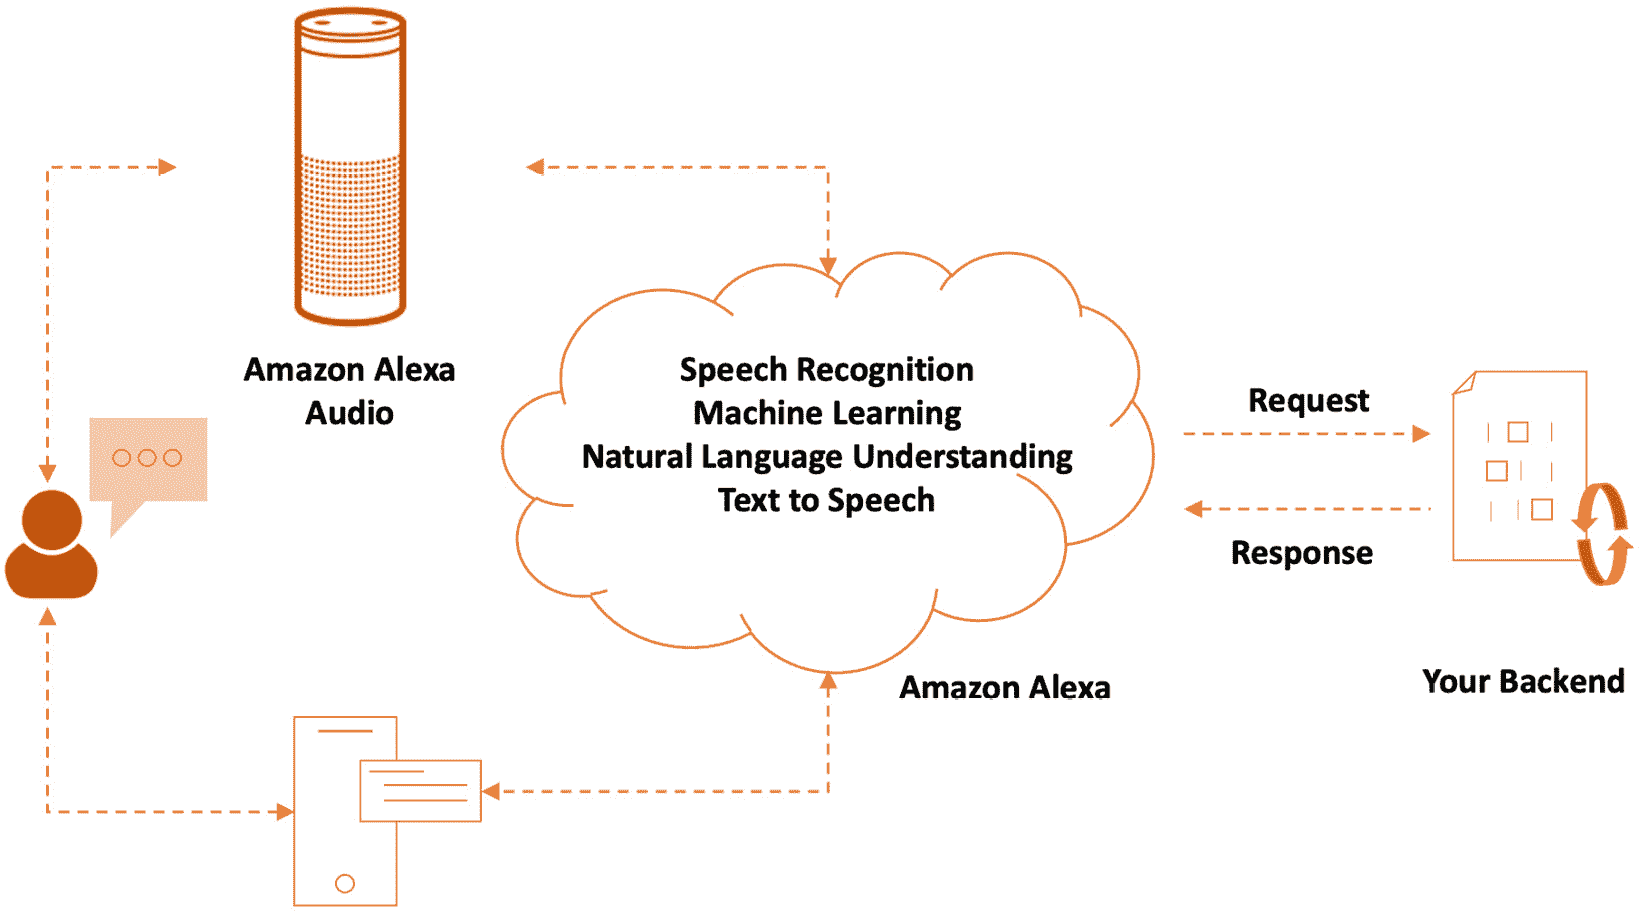 Amazon Alexa
Audio
Speech Recognition
Machine Learning
Natural Language Understanding
Text to Speech
Amazon Alexa
Request
Response
Your Backend